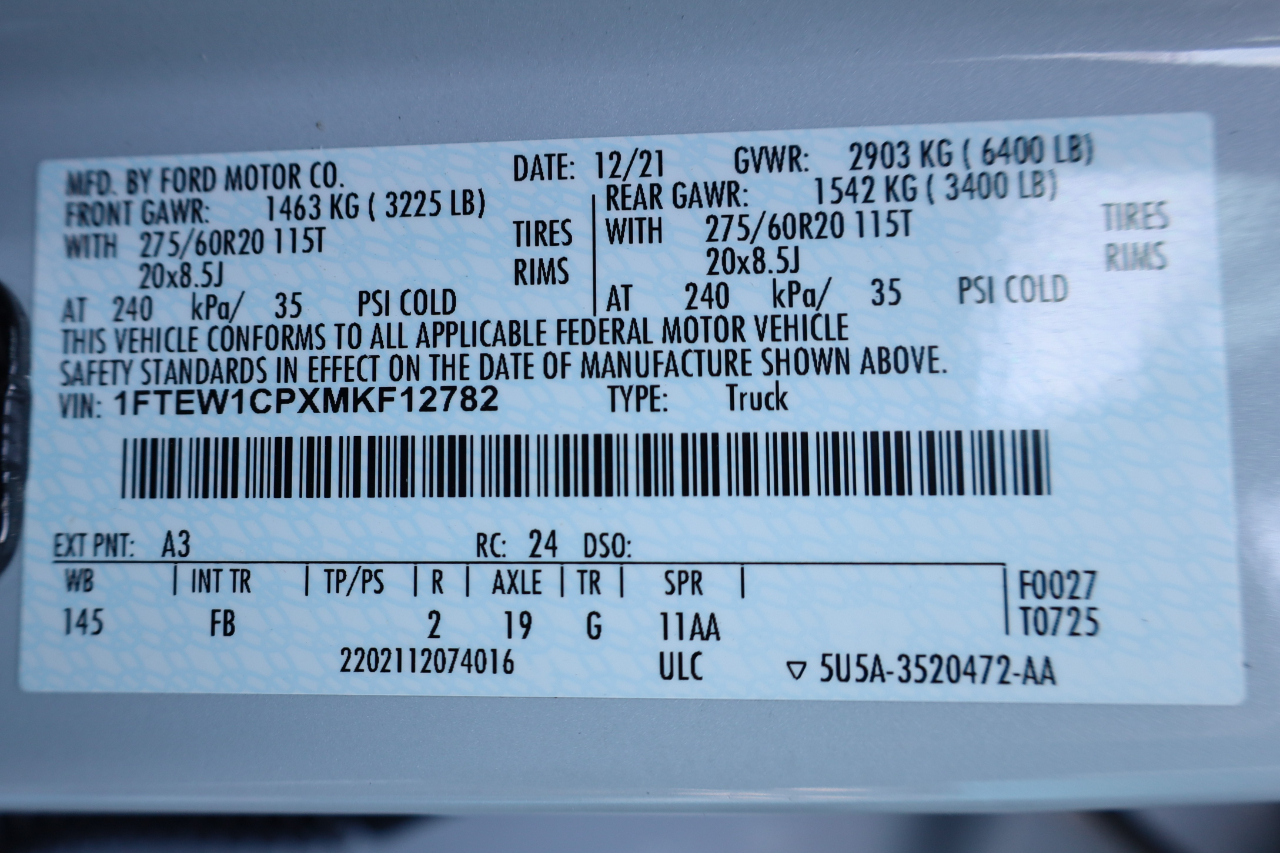 MFD. BY FORD MOTOR CO. DATE: 12/21 GVWR: 2903 KG ( 6400 LB)
FRONT GAWR: 1463 KG ( 3225 LB) REAR GAWR: 1542 KG ( 3400 LB)
WITH 275/60R20 115T TIRES WITH 275/60R20 115T TIRES
20x8.5J RIMS 20x8.5J RIMS
AT 240 kPa/ 35 PSI COLD AT 240 kPa/ 35 PSI COLD
THIS VEHICLE CONFORMS TO ALL APPLICABLE FEDERAL MOTOR VEHICLE
SAFETY STANDARDS IN EFFECT ON THE DATE OF MANUFACTURE SHOWN ABOVE.
VIN: 1FTEW1CPXMKF12782 TYPE: Truck
EXT PNT: A3 RC: 24 DSO:
WB INT TR TP/PS R AXLE TR SPR F0027
145 FB 2 19 G 11AA T0725
2202112074016 ULC ▽ 5U5A-3520472-AA